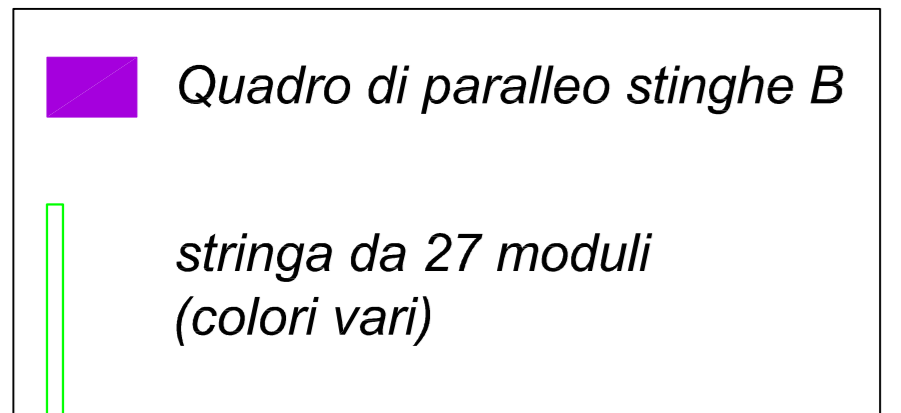 Quadro di paralleo stinghe B
stringa da 27 moduli
(colori vari)